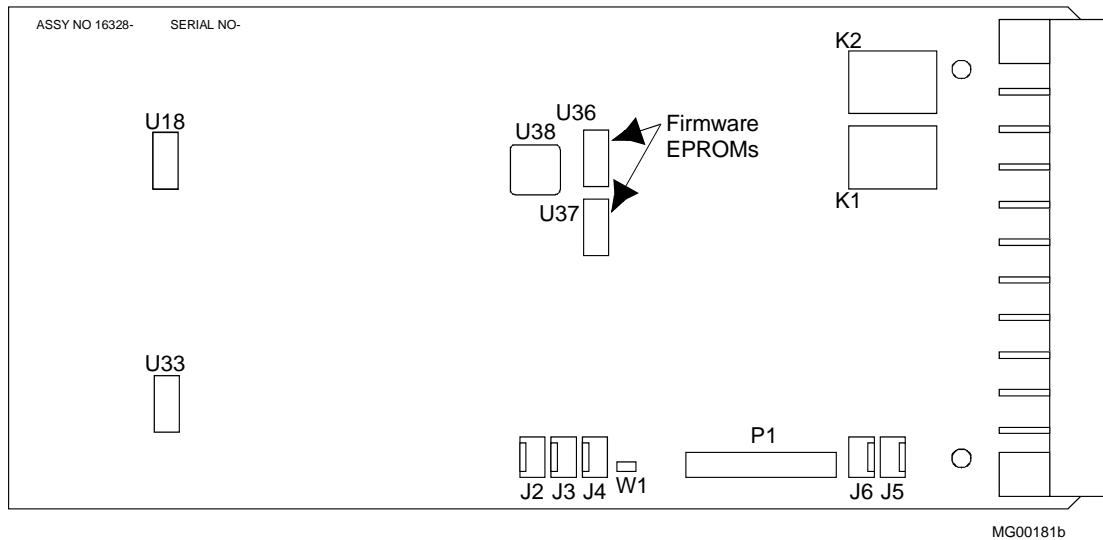 ASSY NO 16328- SERIAL NO-
K2
U18
U36
U38
Firmware
EPROMs
U37
K1
U33
P1
J2 J3 J4 W1 J6 J5
MG00181b